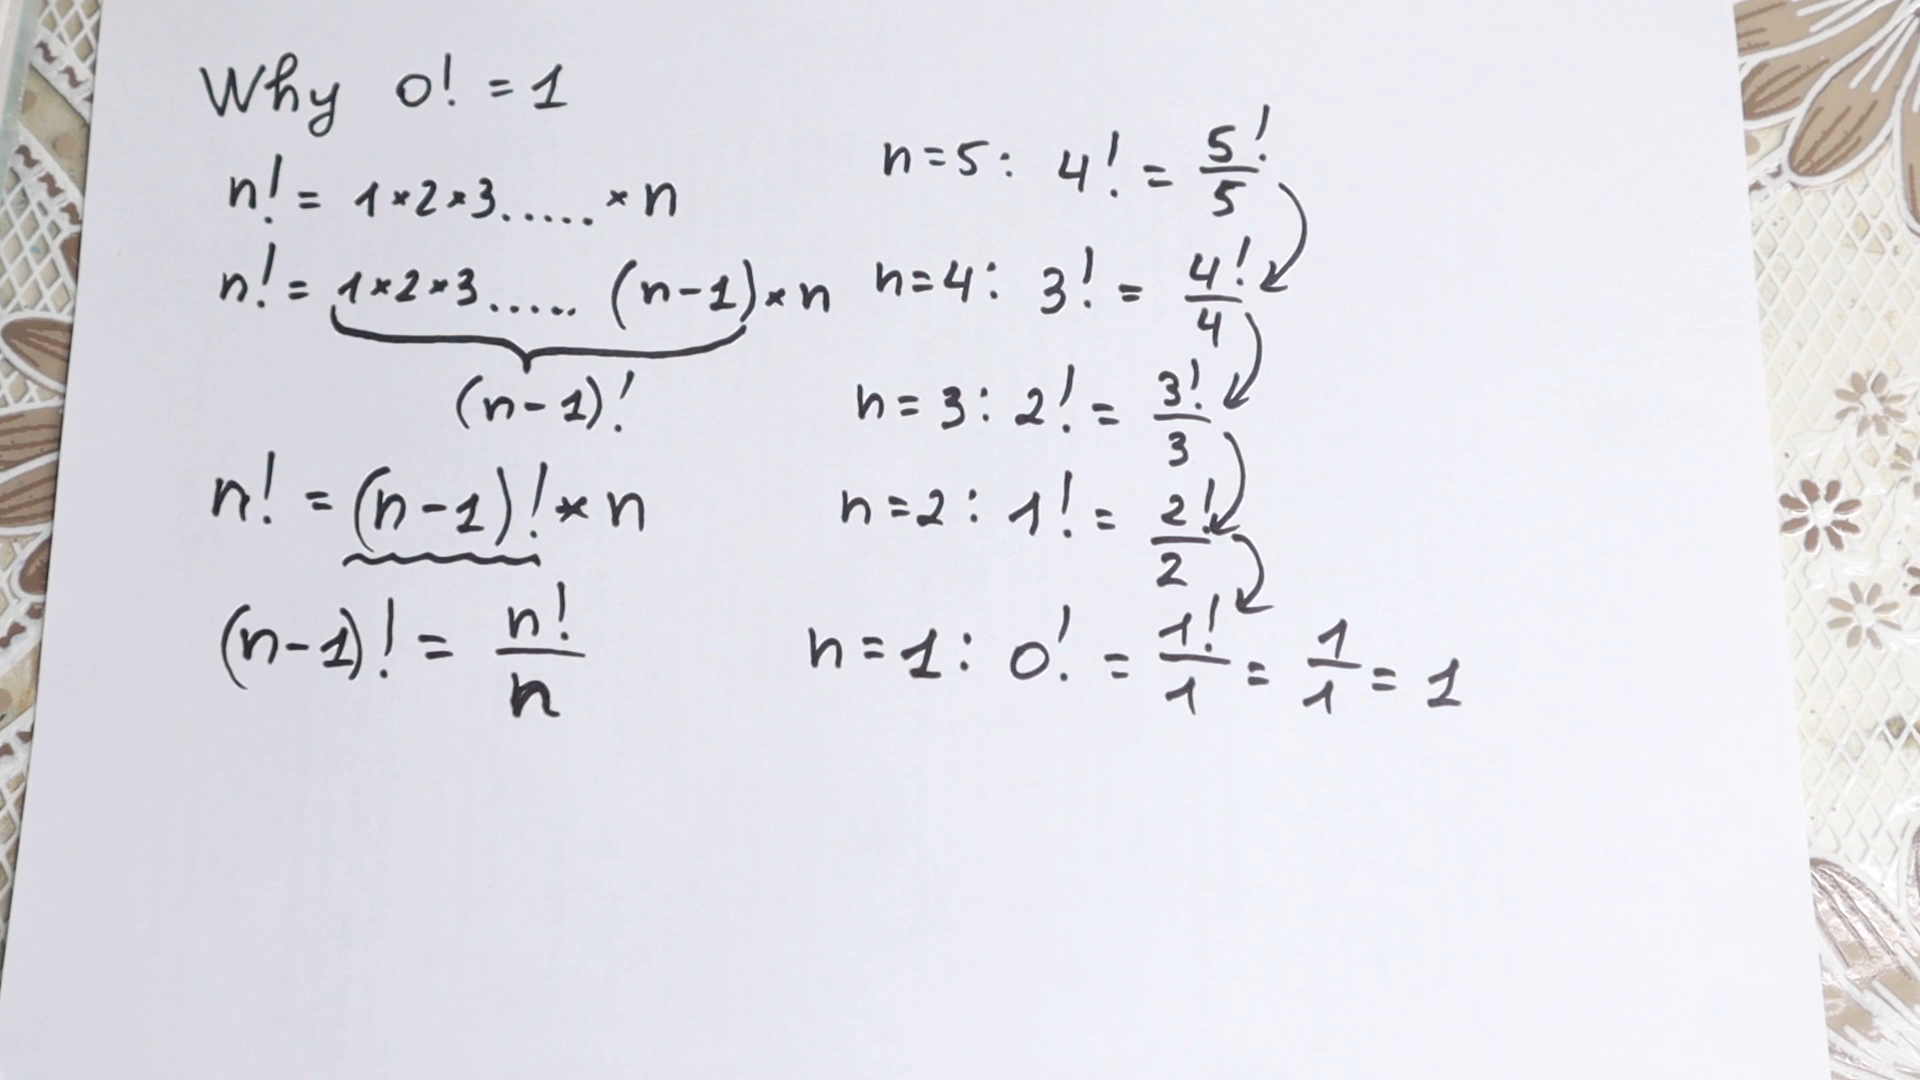 Why 0! = 1
n! = 1*2*3.....*n
n! = 1*2*3..... (n-1)*n
(n-1)!
n! = (n-1)!*n
(n-1)! = n!/n
n=5: 4! = 5!/5
n=4: 3! = 4!/4
n=3: 2! = 3!/3
n=2: 1! = 2!/2
n=1: 0! = 1!/1 = 1/1 = 1